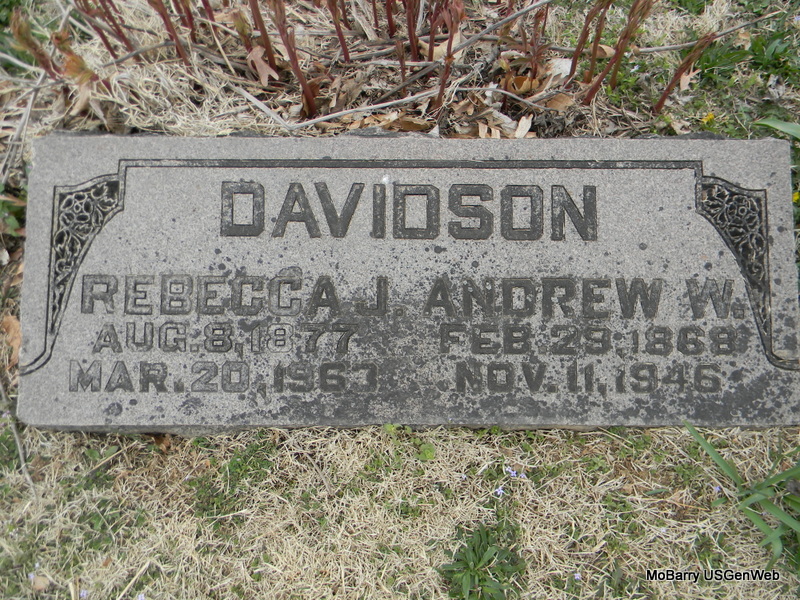 DAVIDSON
REBECCA J. ANDREW W.
AUG. 8, 1877 FEB. 29, 1868
MAR. 20, 1963 NOV. 11, 1946
MoBarry USGenWeb